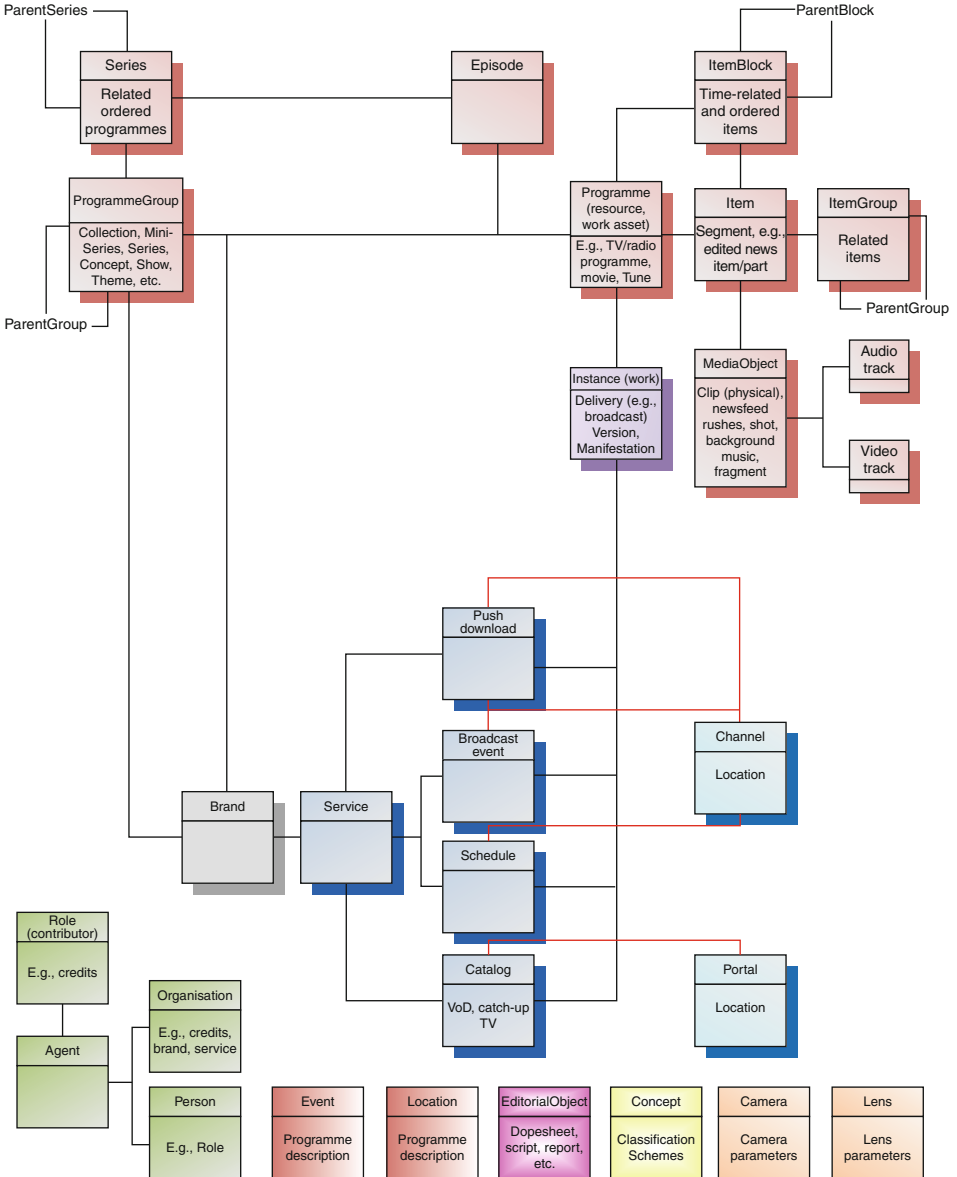 ParentSeries
ParentBlock
Series
Related
ordered
programmes
Episode
ItemBlock
Time-related
and ordered
items
ProgrammeGroup
Collection, Mini-
Series, Series,
Concept, Show,
Theme, etc.
Programme
(resource,
work asset)
E.g., TV/radio
programme,
movie, Tune
Item
Segment, e.g.,
edited news
item/part
ItemGroup
Related
items
ParentGroup
ParentGroup
Instance (work)
Delivery (e.g.,
broadcast)
Version,
Manifestation
MediaObject
Clip (physical),
newsfeed
rushes, shot,
background
music,
fragment
Audio
track
Video
track
Push
download
Broadcast
event
Channel
Location
Brand
Service
Schedule
Catalog
VoD, catch-up
TV
Portal
Location
Role
(contributor)
E.g., credits
Agent
Organisation
E.g., credits,
brand, service
Person
E.g., Role
Event
Programme
description
Location
Programme
description
EditorialObject
Dopesheet,
script, report,
etc.
Concept
Classification
Schemes
Camera
Camera
parameters
Lens
Lens
parameters